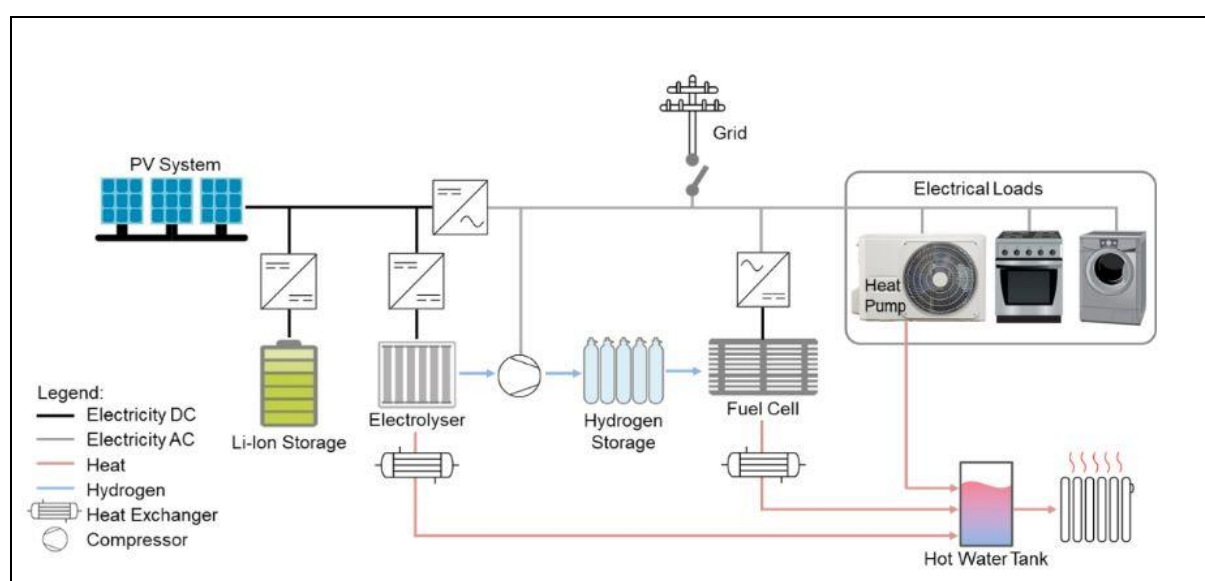 Grid
PV System
Electrical Loads
Heat
Pump
Legend:
Electricity DC
Electricity AC
Heat
Hydrogen
Heat Exchanger
Compressor
Li-Ion Storage
Electrolyser
Hydrogen
Storage
Fuel Cell
Hot Water Tank